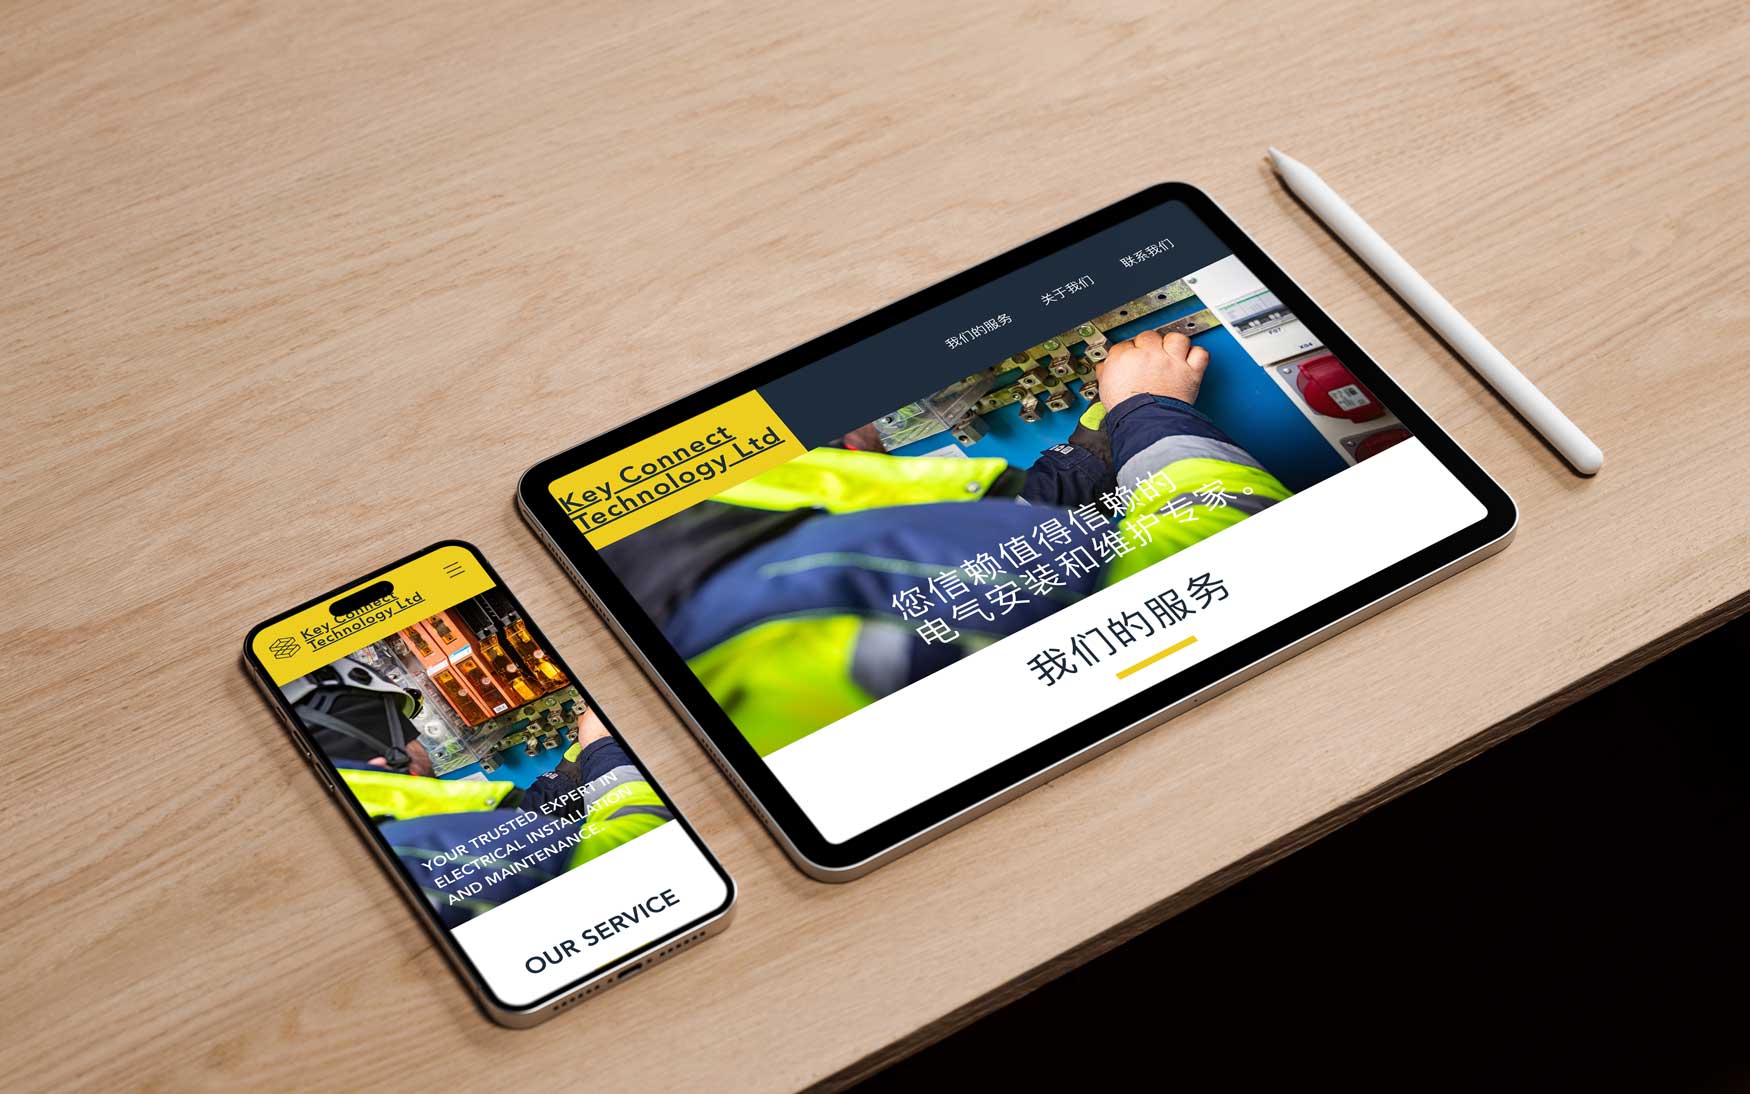 Key Connect
Technology Ltd
YOUR TRUSTED EXPERT IN
ELECTRICAL INSTALLATION
AND MAINTENANCE.
OUR SERVICE
Key Connect
Technology Ltd
我们的服务
关于我们
联系我们
F07
X04
您信赖值得信赖的
电气安装和维护专家。
我们的服务